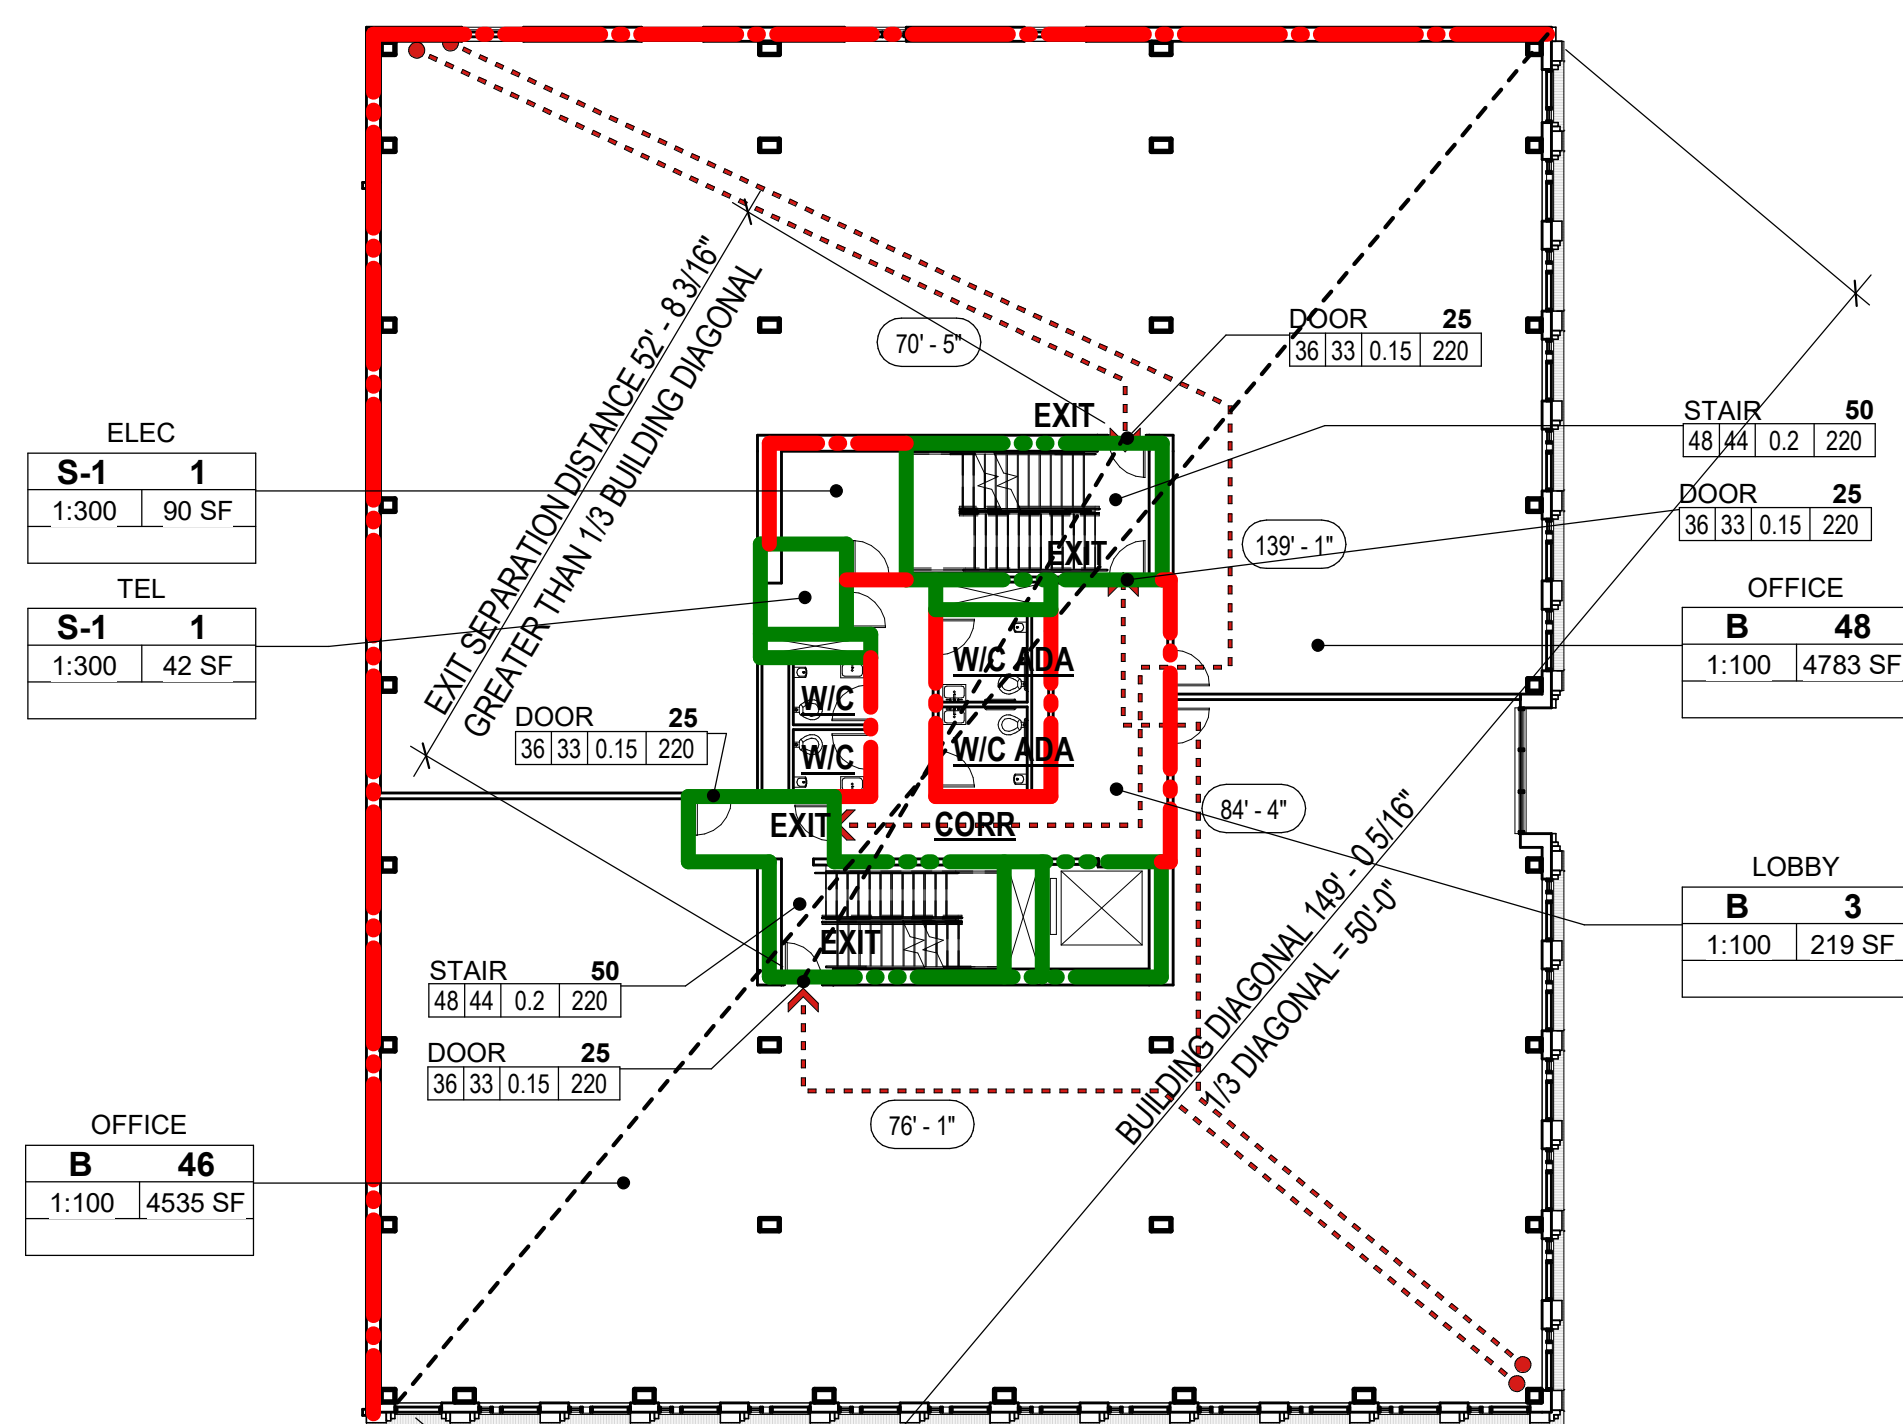 EXIT SEPARATION DISTANCE 52' - 8 3/16"
GREATER THAN 1/3 BUILDING DIAGONAL
70' - 5"
DOOR 25
36 33 0.15 220
EXIT
STAIR 50
48 44 0.2 220
ELEC
S-1 1
1:300 90 SF
DOOR 25
36 33 0.15 220
139' - 1"
EXIT
TEL
S-1 1
1:300 42 SF
OFFICE
B 48
1:100 4783 SF
W/C ADA
W/C
DOOR 25
36 33 0.15 220
W/C ADA
W/C
84' - 4"
EXIT
CORR
LOBBY
B 3
1:100 219 SF
EXIT
STAIR 50
48 44 0.2 220
BUILDING DIAGONAL 149' - 0 5/16"
1/3 DIAGONAL = 50'-0"
DOOR 25
36 33 0.15 220
76' - 1"
OFFICE
B 46
1:100 4535 SF